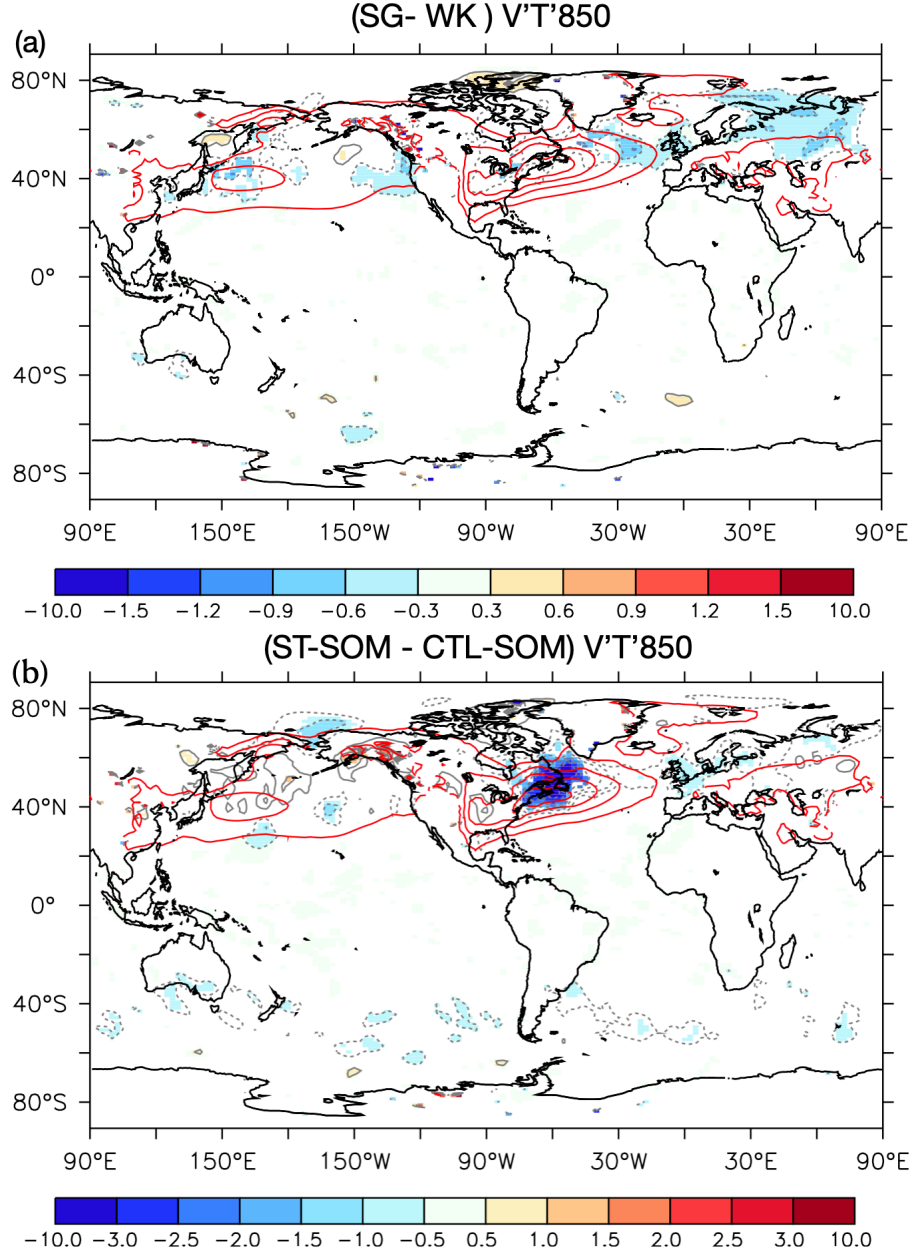 (SG- WK ) V'T'850
(a)
80°N
40°N
0°
40°S
80°S
90°E 150°E 150°W 90°W 30°W 30°E 90°E
−10.0 −1.5 −1.2 −0.9 −0.6 −0.3 0.3 0.6 0.9 1.2 1.5 10.0
(ST-SOM - CTL-SOM) V'T'850
(b)
80°N
0.5
40°N
0°
40°S
80°S
90°E 150°E 150°W 90°W 30°W 30°E 90°E
−10.0 −3.0 −2.5 −2.0 −1.0 −0.5 0.5 1.0 1.5 2.0 2.5 3.0 10.0